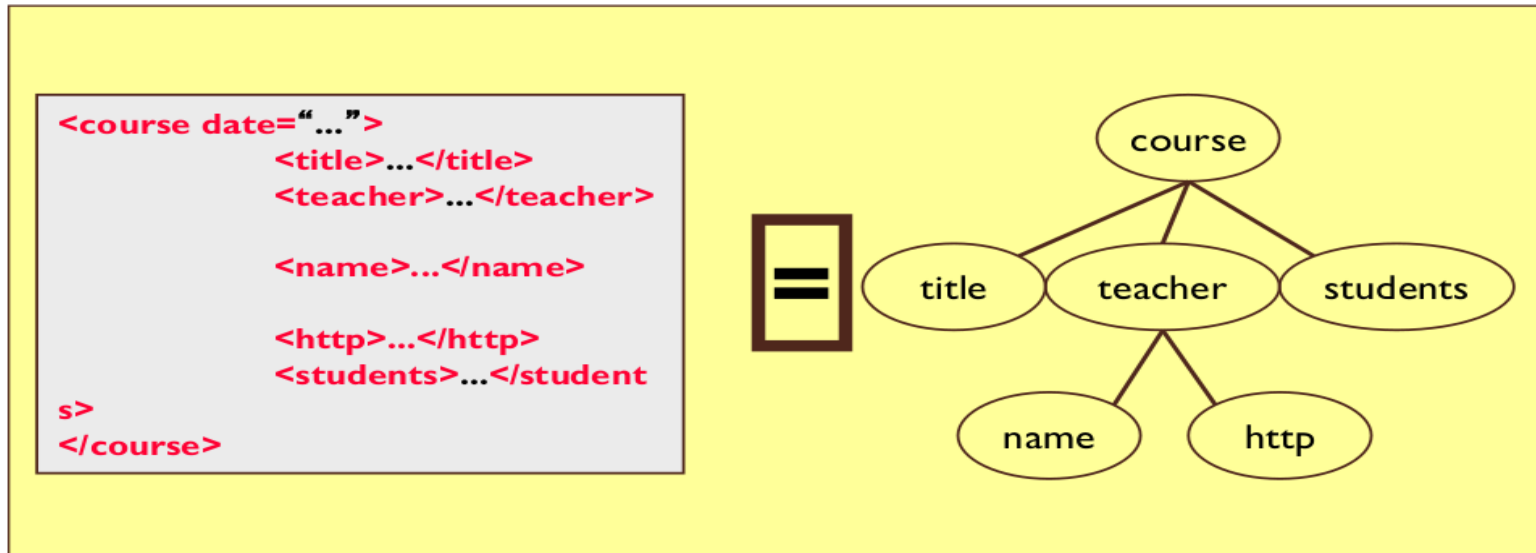 <course date=“...”>
<title>...</title>
<teacher>...</teacher>
<name>...</name>
<http>...</http>
<students>...</student
s>
</course>
=
course
title
teacher
students
name
http